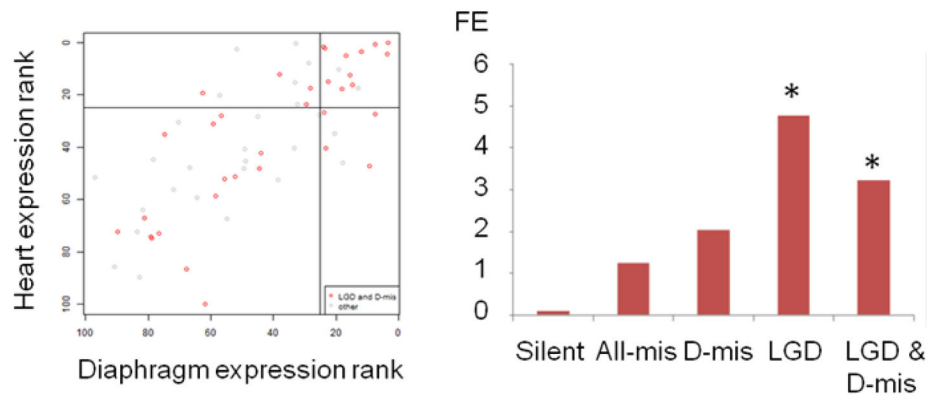 Heart expression rank
0
20
40
60
80
100
LGD and D-mis
other
100
80
60
40
20
0
Diaphragm expression rank
FE
6
5
4
3
2
1
0
*
*
Silent
All-mis
D-mis
LGD
LGD &
D-mis